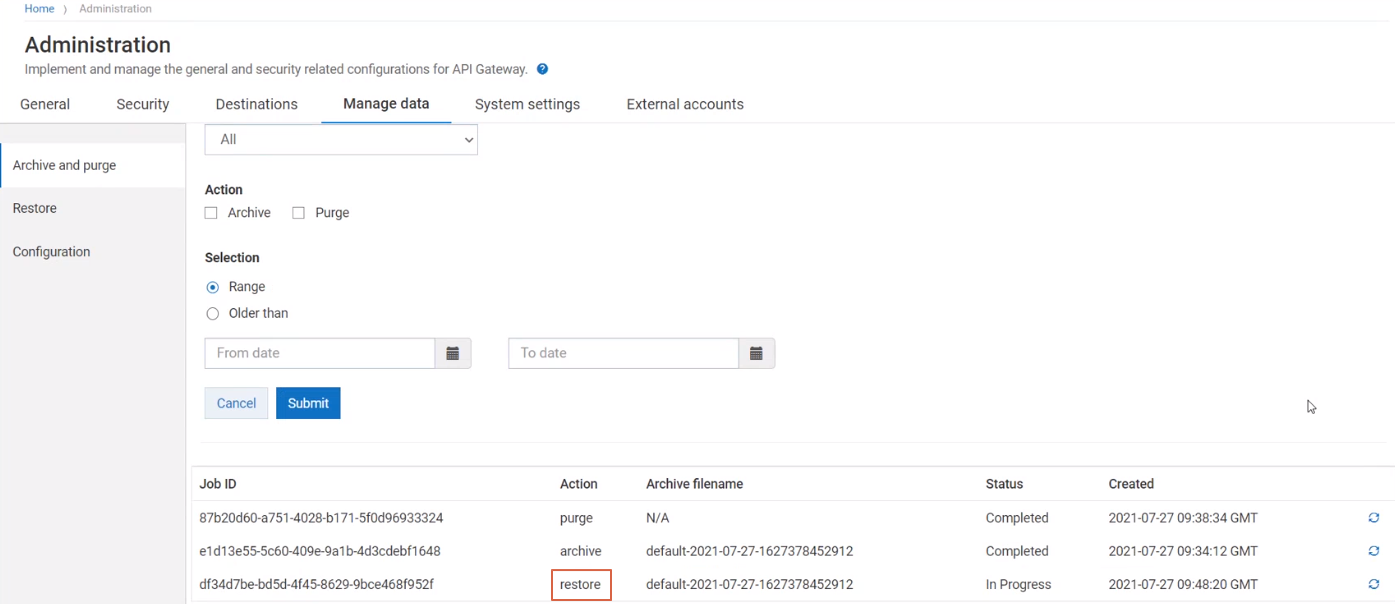 Home ) Administration
Administration
Implement and manage the general and security related configurations for API Gateway. ?
General Security Destinations Manage data System settings External accounts
All
Archive and purge
Action
Restore
Archive Purge
Configuration
Selection
Range
Older than
From date To date
Cancel Submit
Job ID Action Archive filename Status Created
87b20d60-a751-4028-b171-5f0d96933324 purge N/A Completed 2021-07-27 09:38:34 GMT
e1d13e55-5c60-409e-9a1b-4d3cdebf1648 archive default-2021-07-27-1627378452912 Completed 2021-07-27 09:34:12 GMT
df34d7be-bd5d-4f45-8629-9bce468f952f restore default-2021-07-27-1627378452912 In Progress 2021-07-27 09:48:20 GMT